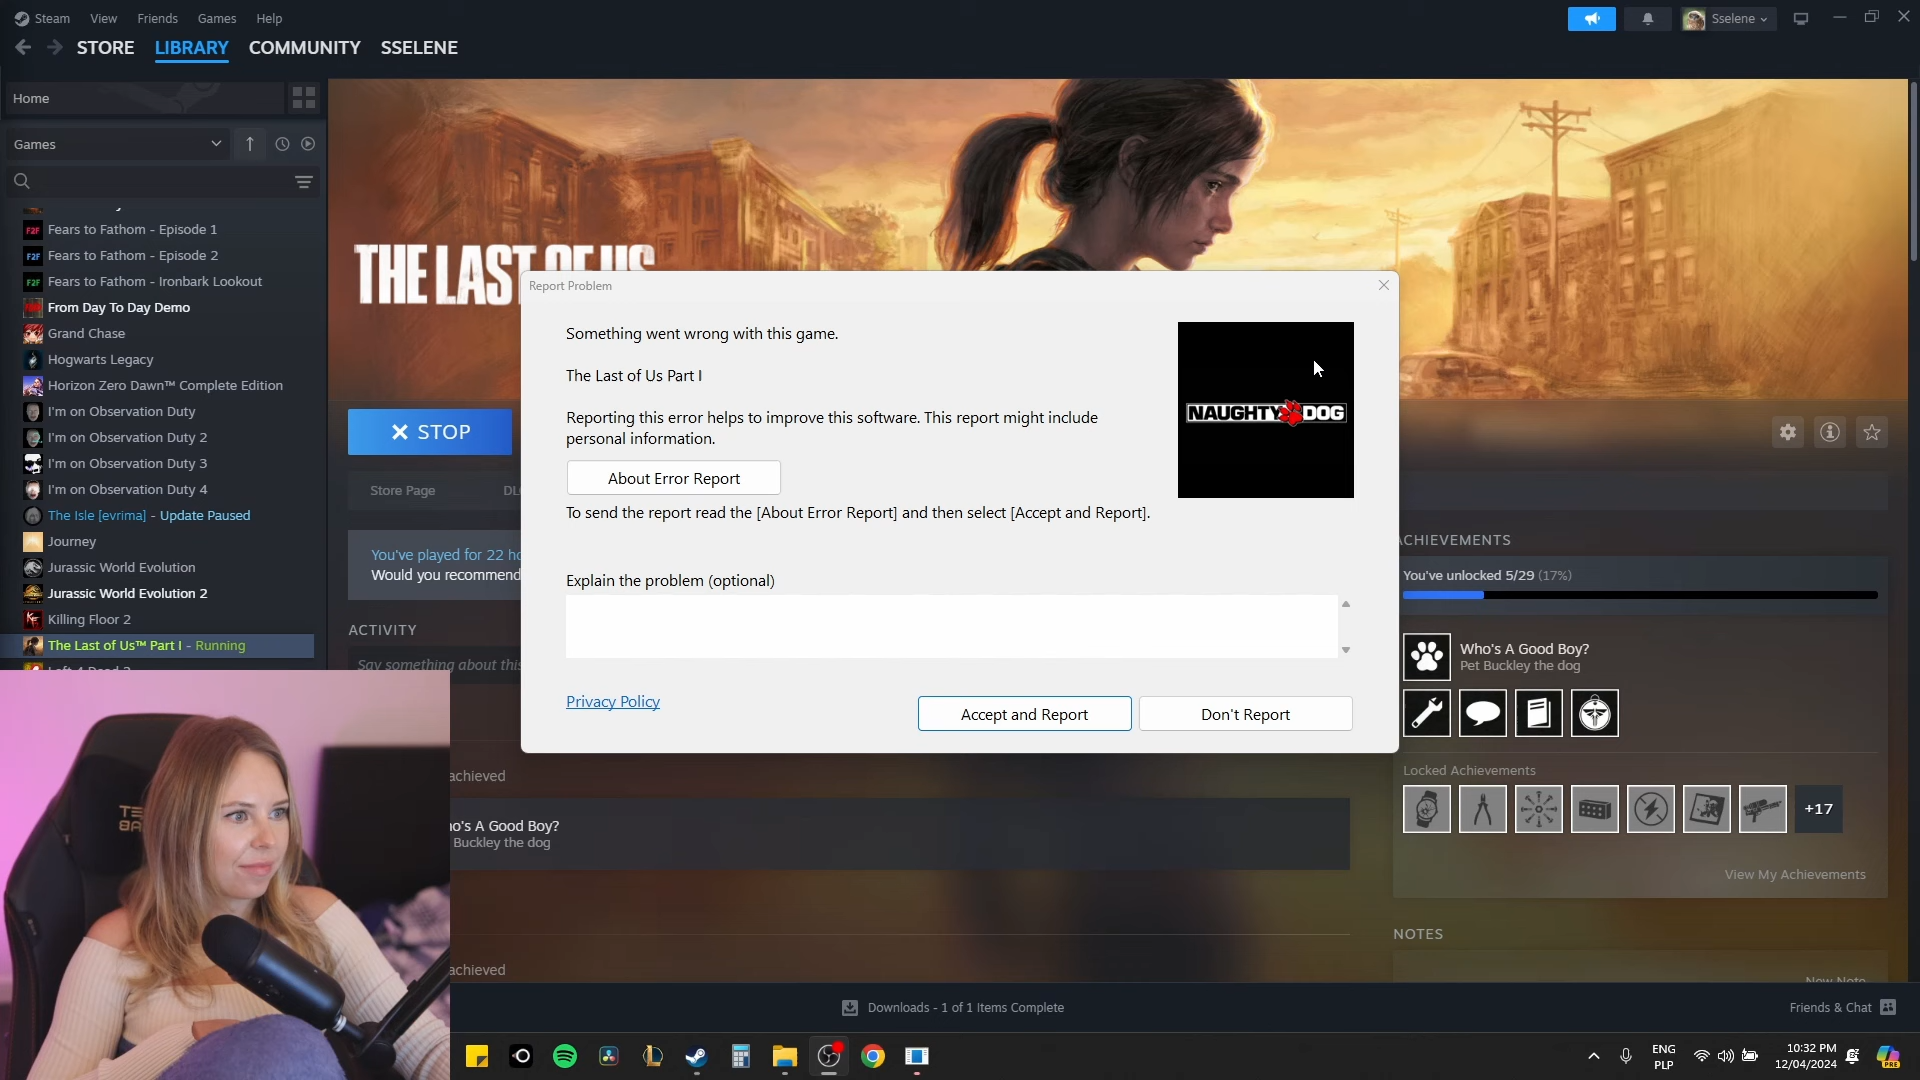 Steam View Friends Games Help
Sselene
STORE LIBRARY COMMUNITY SSELENE
Home
Games
Fears to Fathom - Episode 1
Fears to Fathom - Episode 2
Fears to Fathom - Ironbark Lookout
From Day To Day Demo
Grand Chase
Hogwarts Legacy
Horizon Zero Dawn™ Complete Edition
I'm on Observation Duty
I'm on Observation Duty 2
I'm on Observation Duty 3
I'm on Observation Duty 4
The Isle [evrima] - Update Paused
Journey
Jurassic World Evolution
Jurassic World Evolution 2
Killing Floor 2
The Last of Us™ Part I - Running
THE LAST OF US
STOP
Store Page
You've played for 22
Would you recommend
ACTIVITY
Say something about this
Report Problem
Something went wrong with this game.
The Last of Us Part I
Reporting this error helps to improve this software. This report might include
personal information.
About Error Report
To send the report read the [About Error Report] and then select [Accept and Report].
Explain the problem (optional)
Privacy Policy
Accept and Report
Don't Report
NAUGHTY DOG
achieved
o's A Good Boy?
Buckley the dog
achieved
ACHIEVEMENTS
You've unlocked 5/29 (17%)
Who's A Good Boy?
Pet Buckley the dog
Locked Achievements
+17
View My Achievements
NOTES
New Note
Downloads - 1 of 1 Items Complete
Friends & Chat
ENG
PLP
10:32 PM
12/04/2024